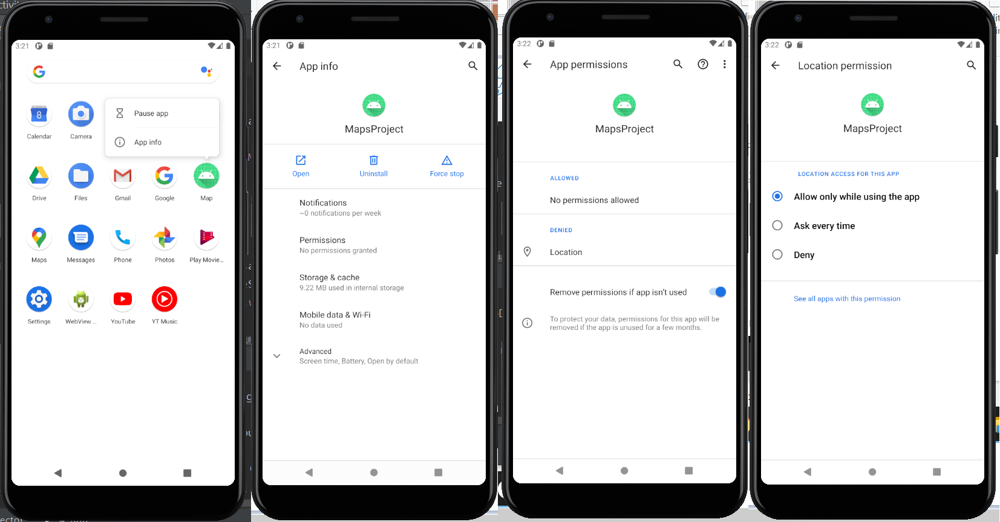 3:21
8
Pause app
App info
Calendar
Camera
Drive
Files
Gmail
Google
Map
Maps
Messages
Phone
Photos
Play Movie...
Settings
WebView ...
YouTube
YT Music
3:21
App info
MapsProject
Open
Uninstall
Force stop
Notifications
~0 notifications per week
Permissions
No permissions granted
Storage & cache
9.22 MB used in internal storage
Mobile data & Wi-Fi
No data used
Advanced
Screen time, Battery, Open by default
3:22
App permissions
MapsProject
ALLOWED
No permissions allowed
DENIED
Location
Remove permissions if app isn't used
To protect your data, permissions for this app will be
removed if the app is unused for a few months.
3:22
Location permission
MapsProject
LOCATION ACCESS FOR THIS APP
Allow only while using the app
Ask every time
Deny
See all apps with this permission